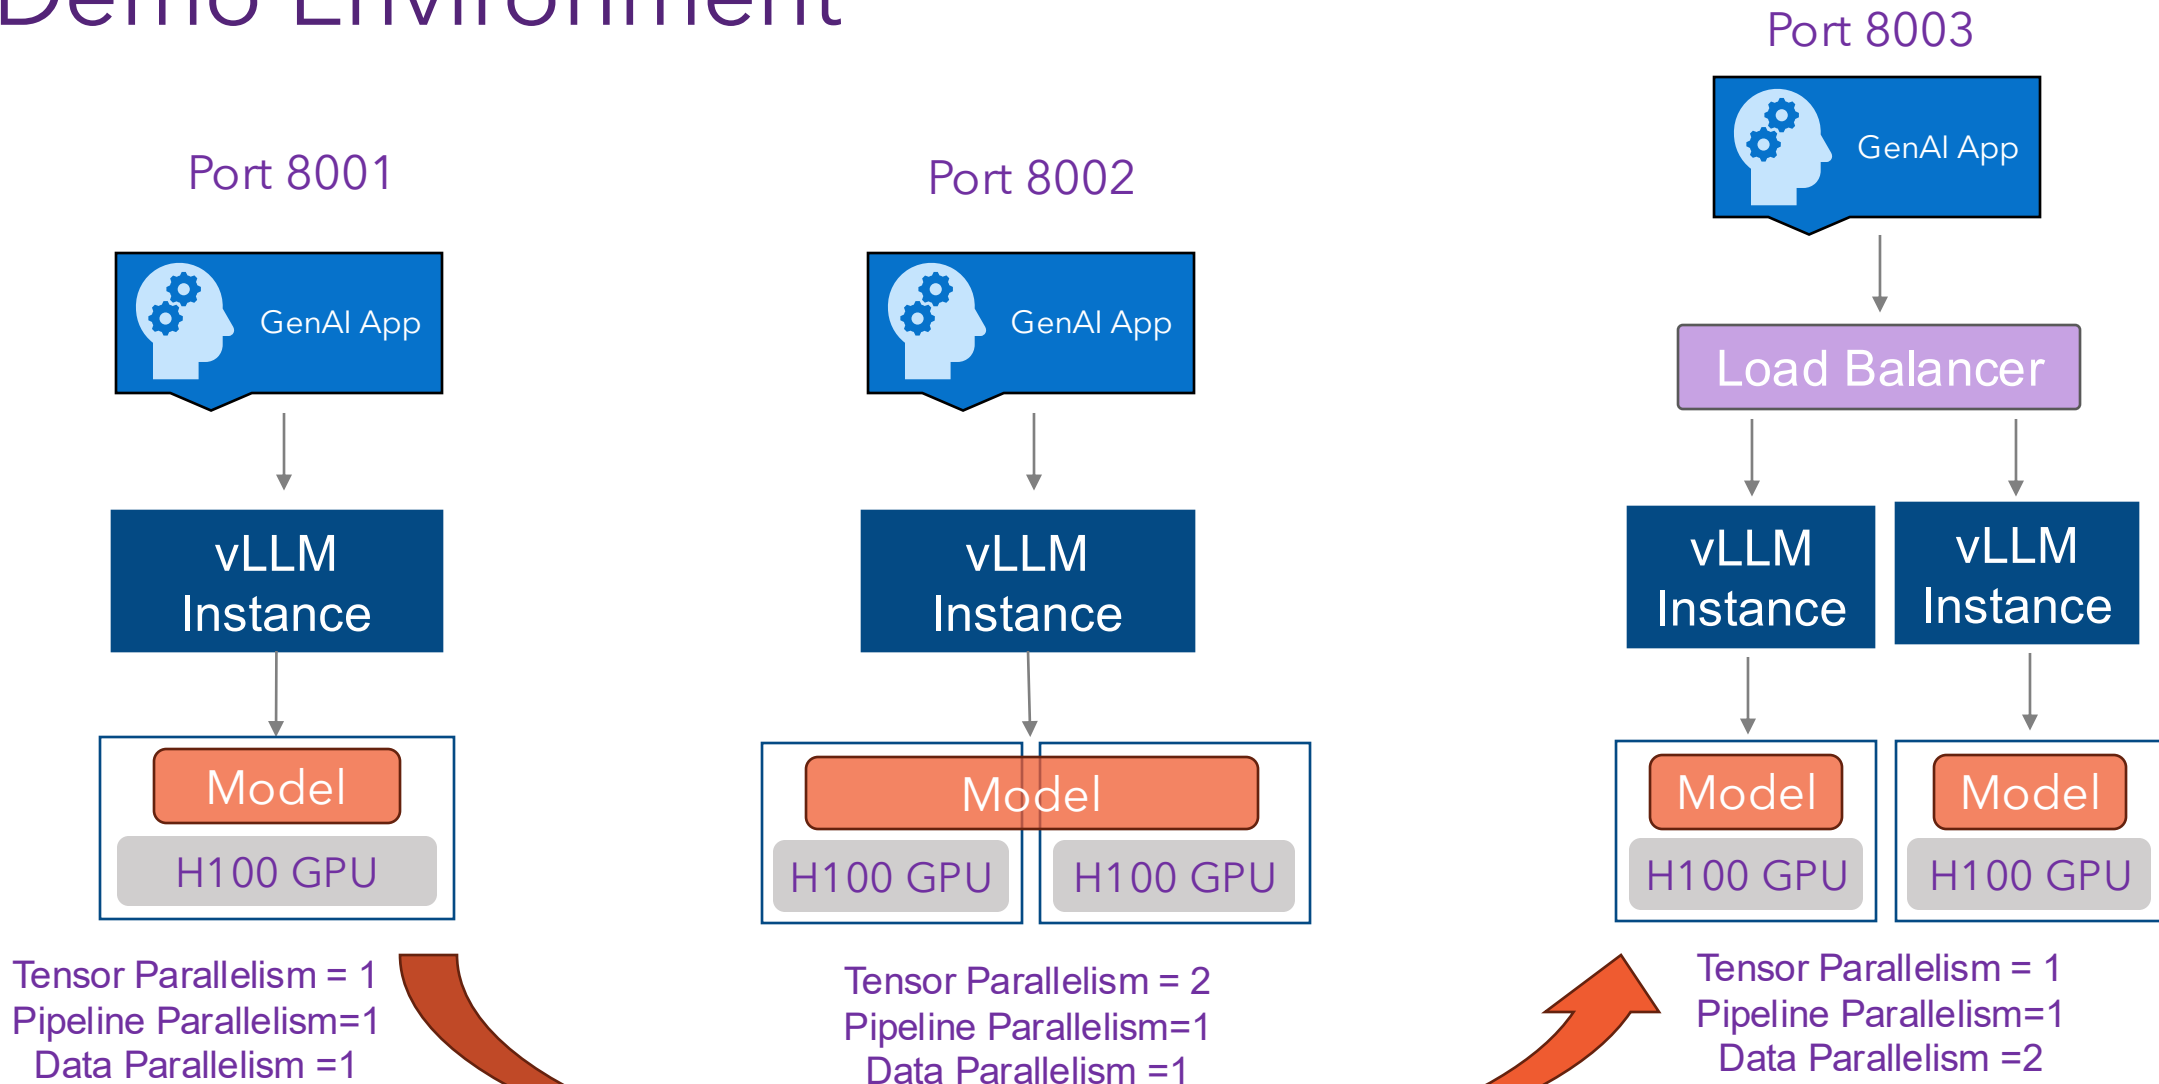 Demo Environment
Port 8001
GenAI App
vLLM
Instance
Model
H100 GPU
Tensor Parallelism = 1
Pipeline Parallelism=1
Data Parallelism =1
Port 8002
GenAI App
vLLM
Instance
Model
H100 GPU
H100 GPU
Tensor Parallelism = 2
Pipeline Parallelism=1
Data Parallelism =1
Port 8003
GenAI App
Load Balancer
vLLM
Instance
vLLM
Instance
Model
H100 GPU
Model
H100 GPU
Tensor Parallelism = 1
Pipeline Parallelism=1
Data Parallelism =2